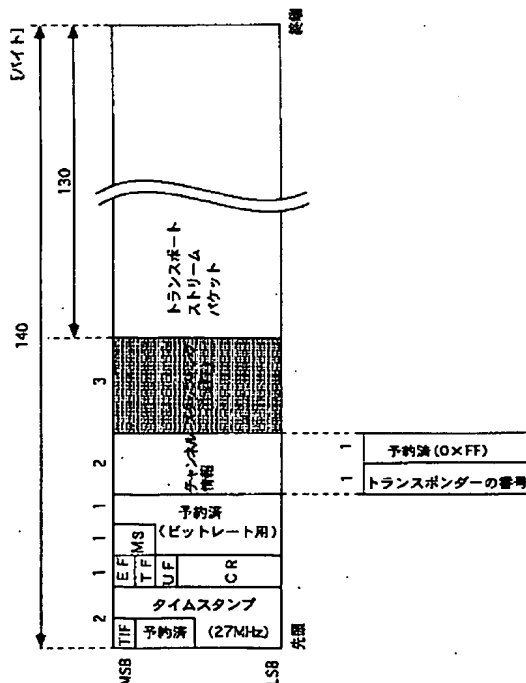 [バイト]
140
130
2
1
1
1
2
3
MSB
LSB
TIF
予約済
タイムスタンプ
(27MHz)
EF
TF
UF
CR
MS
予約済
(ビットレート用)
チャンネル
情報
トランスポート
ストリーム
パケット
先頭
終端
1
1
トランスポンダーの番号
予約済(0×FF)